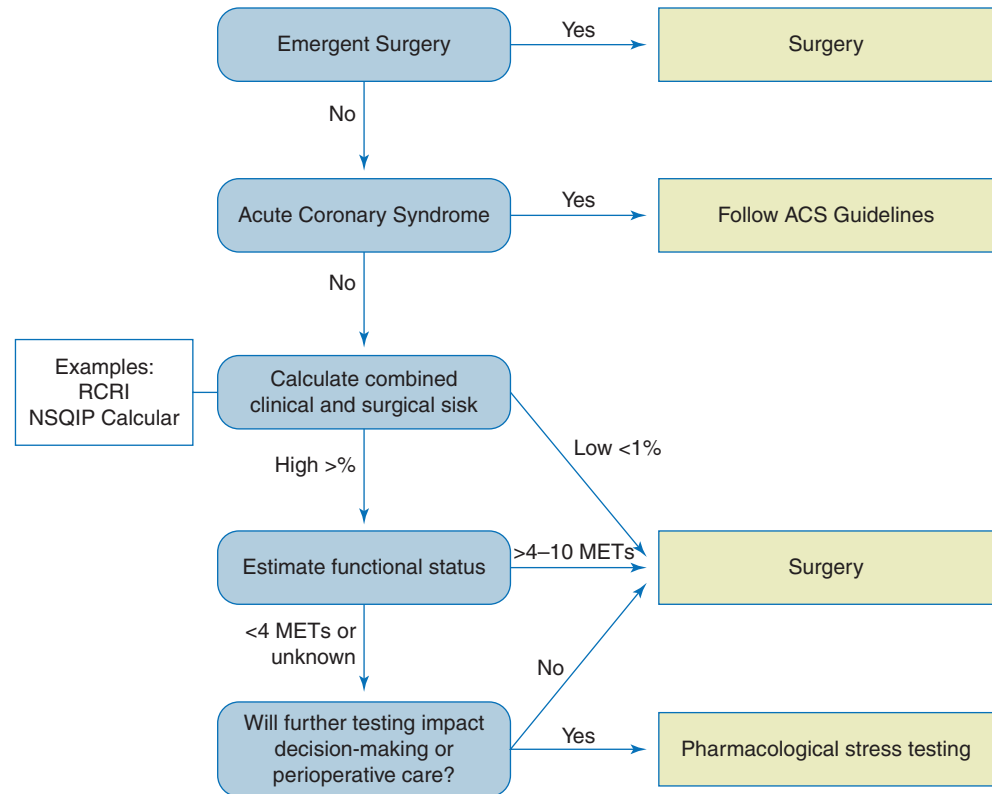 Emergent Surgery
Yes
Surgery
No
Acute Coronary Syndrome
Yes
Follow ACS Guidelines
No
Examples:
RCRI
NSQIP Calcular
Calculate combined
clinical and surgical sisk
Low <1%
High >%
Estimate functional status
>4–10 METs
Surgery
<4 METs or
unknown
No
Will further testing impact
decision-making or
perioperative care?
Yes
Pharmacological stress testing